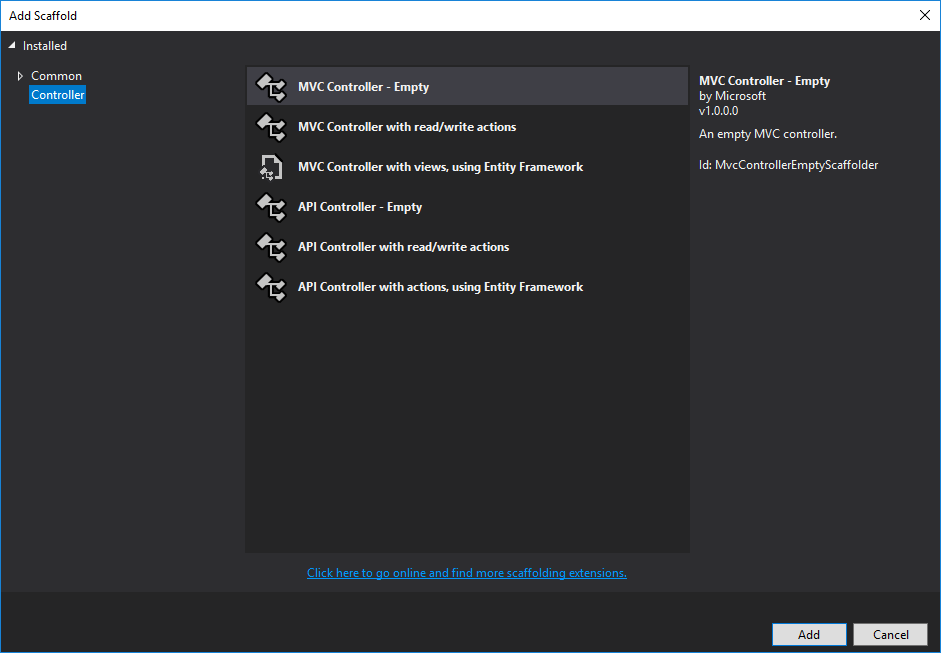 Add Scaffold
Installed
Common
Controller
MVC Controller - Empty
MVC Controller with read/write actions
MVC Controller with views, using Entity Framework
API Controller - Empty
API Controller with read/write actions
API Controller with actions, using Entity Framework
MVC Controller - Empty
by Microsoft
v1.0.0.0
An empty MVC controller.
Id: MvcControllerEmptyScaffolder
Click here to go online and find more scaffolding extensions.
Add
Cancel